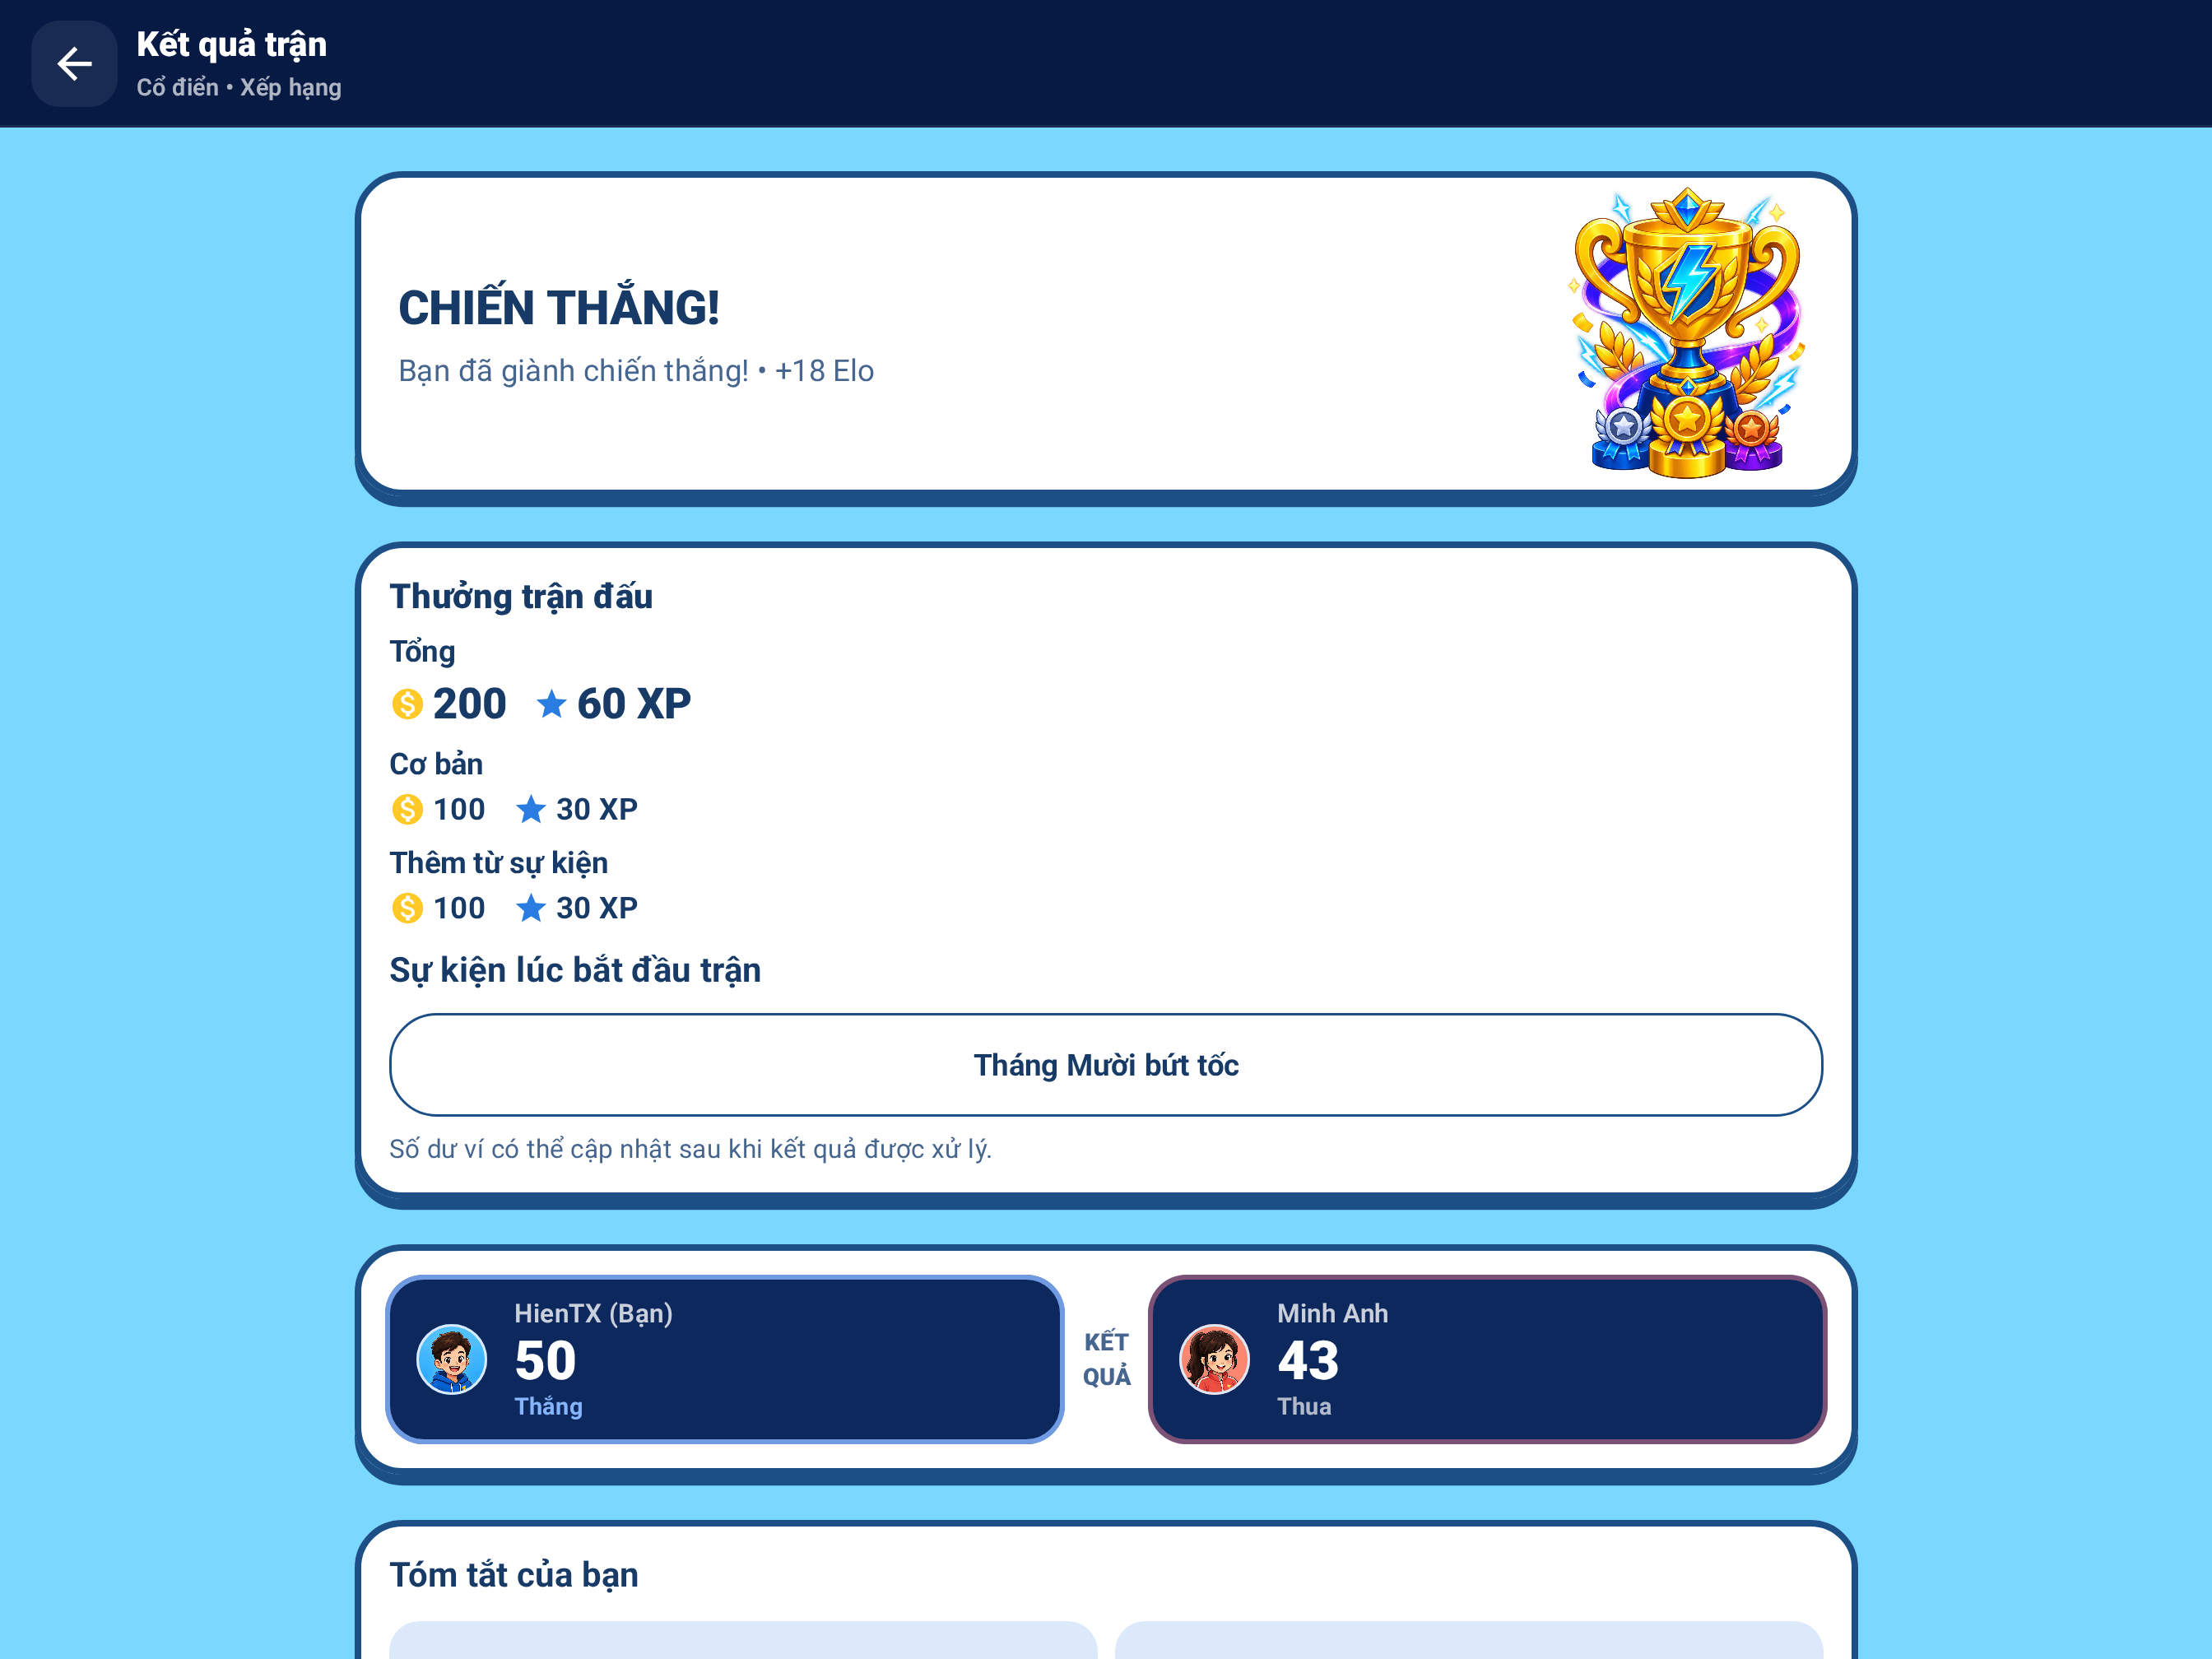 Kết quả trận
Cổ điển • Xếp hạng
CHIẾN THẮNG!
Bạn đã giành chiến thắng! • +18 Elo
Thưởng trận đấu
Tổng
200 60 XP
Cơ bản
100 30 XP
Thêm từ sự kiện
100 30 XP
Sự kiện lúc bắt đầu trận
Tháng Mười bứt tốc
Số dư ví có thể cập nhật sau khi kết quả được xử lý.
HienTX (Bạn)
50
Thắng
KẾT
QUẢ
Minh Anh
43
Thua
Tóm tắt của bạn